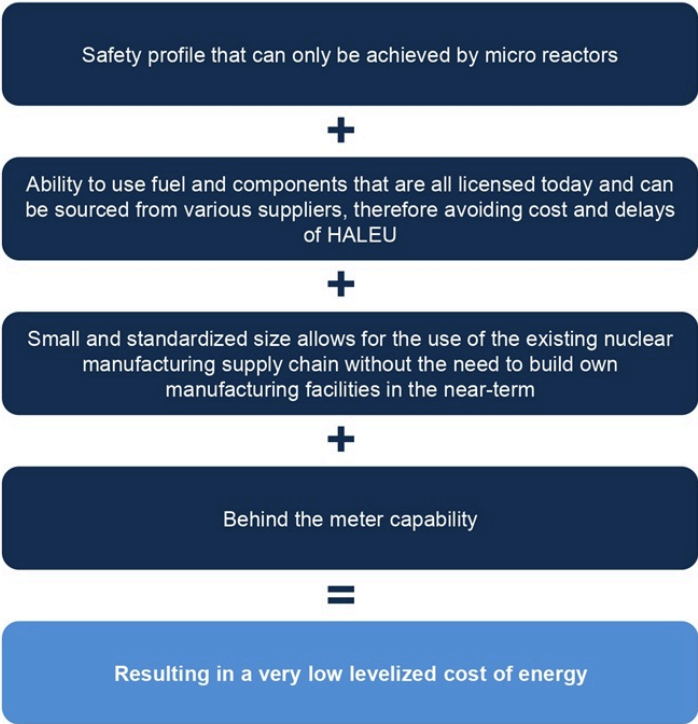 Safety profile that can only be achieved by micro reactors
+
Ability to use fuel and components that are all licensed today and can
be sourced from various suppliers, therefore avoiding cost and delays
of HALEU
+
Small and standardized size allows for the use of the existing nuclear
manufacturing supply chain without the need to build own
manufacturing facilities in the near-term
+
Behind the meter capability
=
Resulting in a very low levelized cost of energy